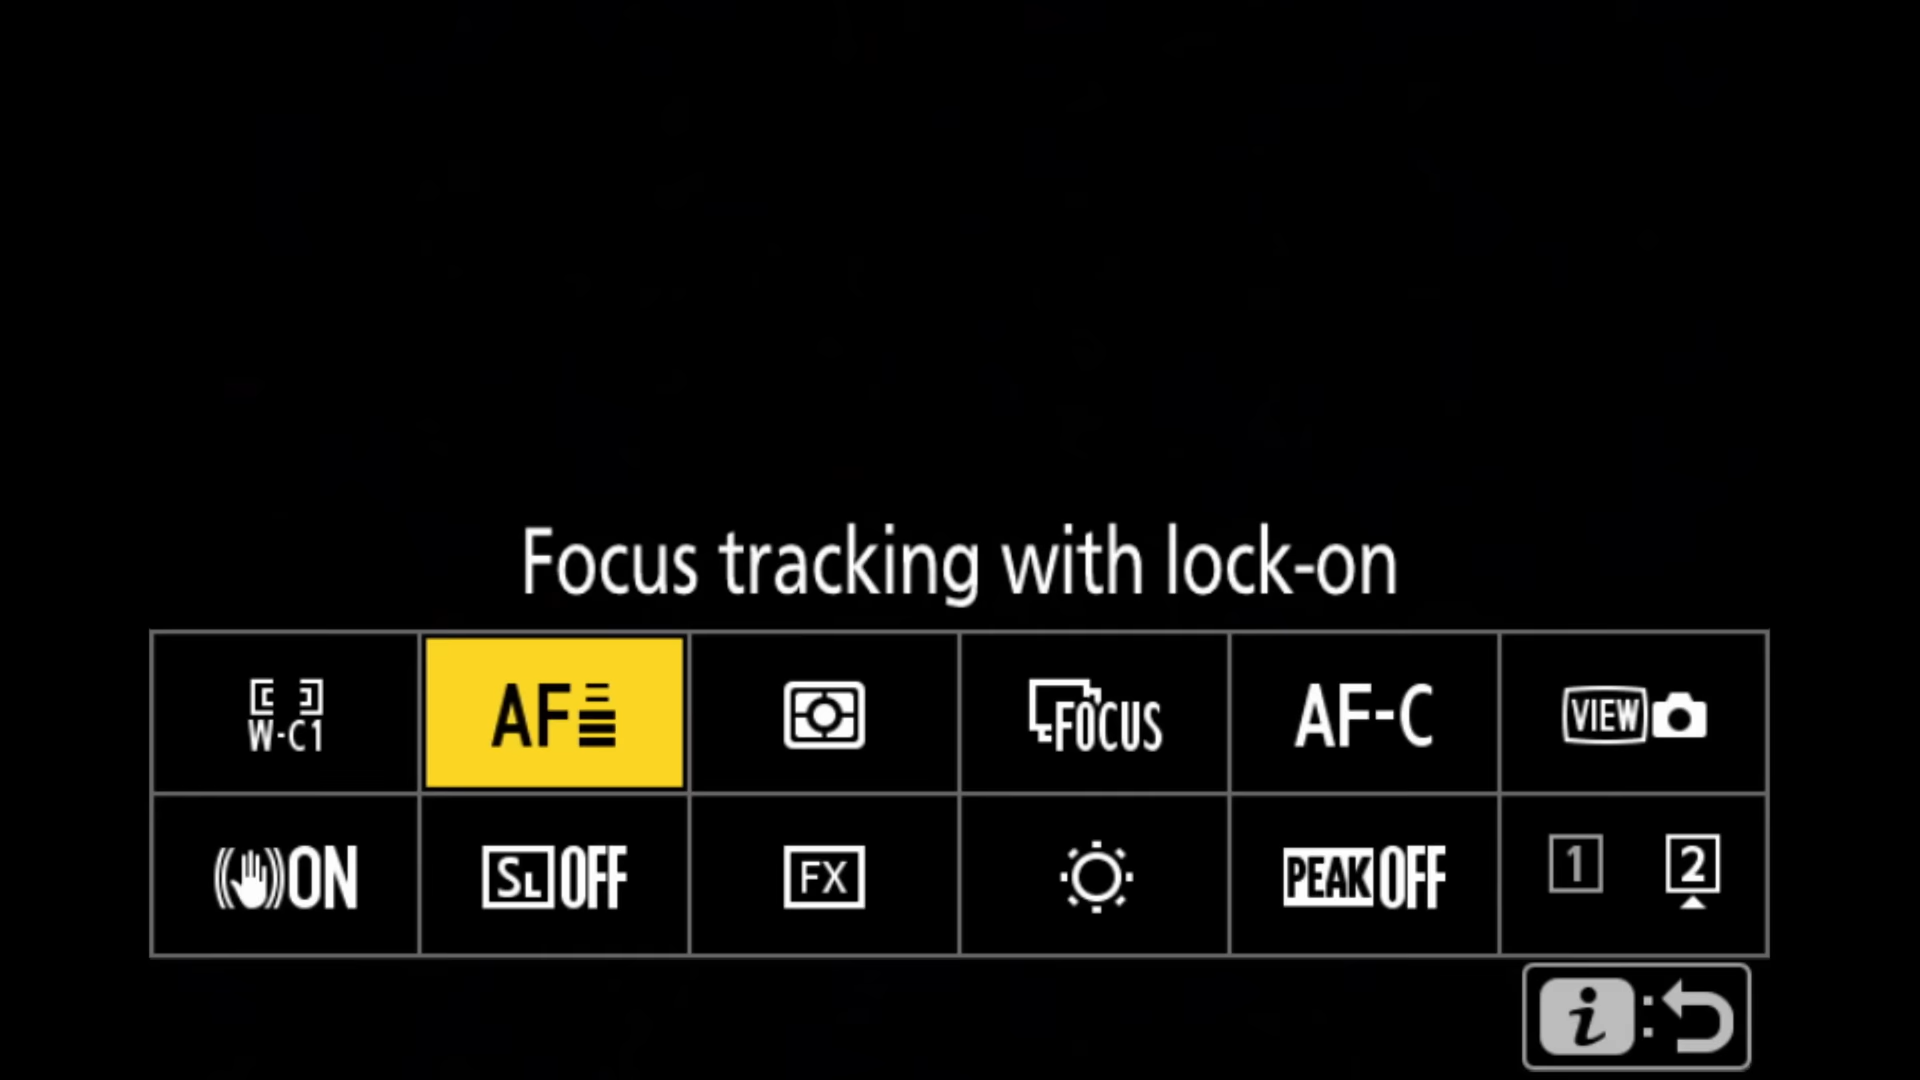 Focus tracking with lock-on
W-C1 AF FOCUS AF-C VIEW
ON SL OFF FX PEAK OFF 1 2
i :